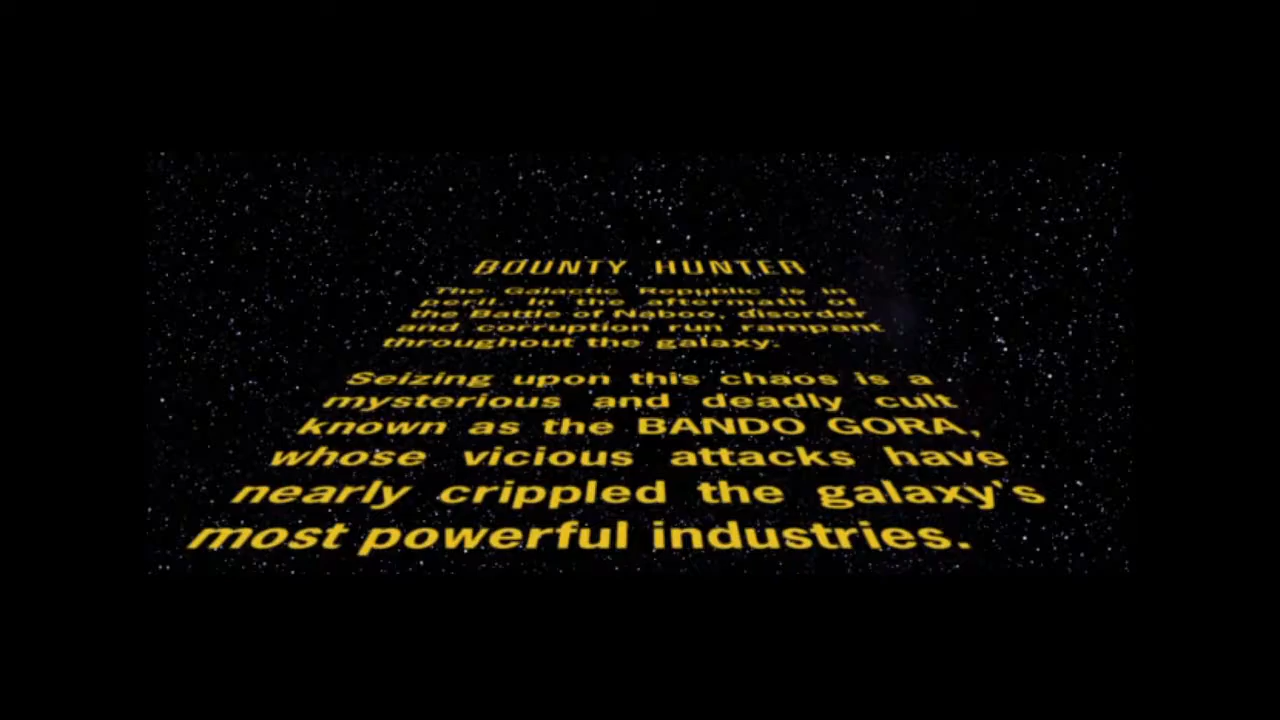 BOUNTY HUNTER
The Galactic Republic is in
peril. In the aftermath of
the Battle of Naboo, disorder
and corruption run rampant
throughout the galaxy.
Seizing upon this chaos is a
mysterious and deadly cult
known as the BANDO GORA,
whose vicious attacks have
nearly crippled the galaxy's
most powerful industries.